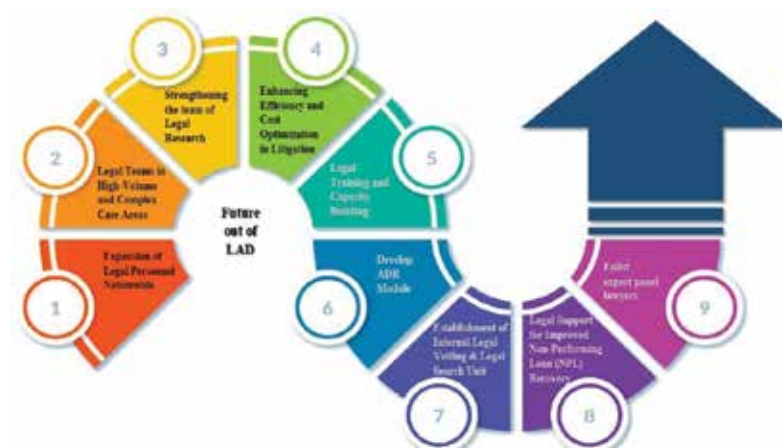 1
Expansion of
Legal Personnel
Nationwide
2
Legal Teams in
High-Volume
and Complex
Case Areas
3
Strengthening
the team of
Legal
Research
4
Enhancing
Efficiency and
Cost
Optimization
in Litigation
5
Legal
Training and
Capacity
Building
Future
out of
LAD
6
Develop
ADR
Module
7
Establishment of
Internal Legal
Vetting & Legal
Search Unit
8
Legal Support
for Improved
Non-Performing
Loan (NPL)
Recovery
9
Enlist
expert panel
lawyers